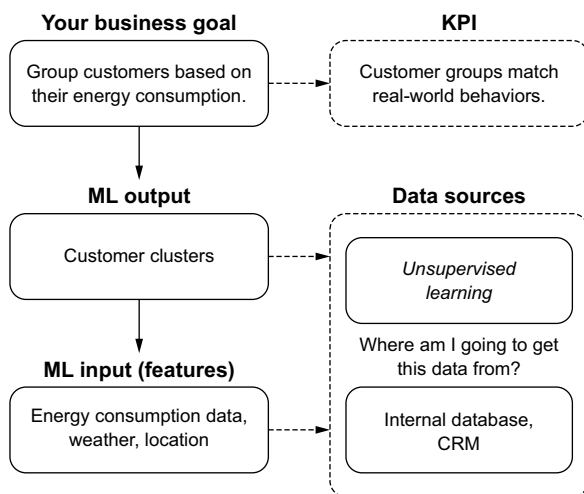 Your business goal
KPI
Group customers based on
their energy consumption.
Customer groups match
real-world behaviors.
ML output
Data sources
Customer clusters
Unsupervised
learning
Where am I going to get
this data from?
ML input (features)
Energy consumption data,
weather, location
Internal database,
CRM